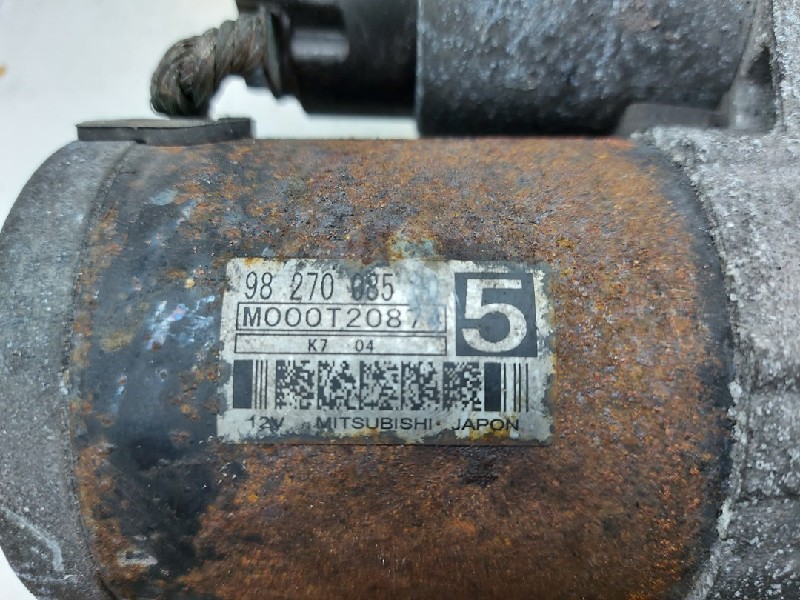 98 270 085
5
M000T2087
K7 04
12V MITSUBISHI JAPON